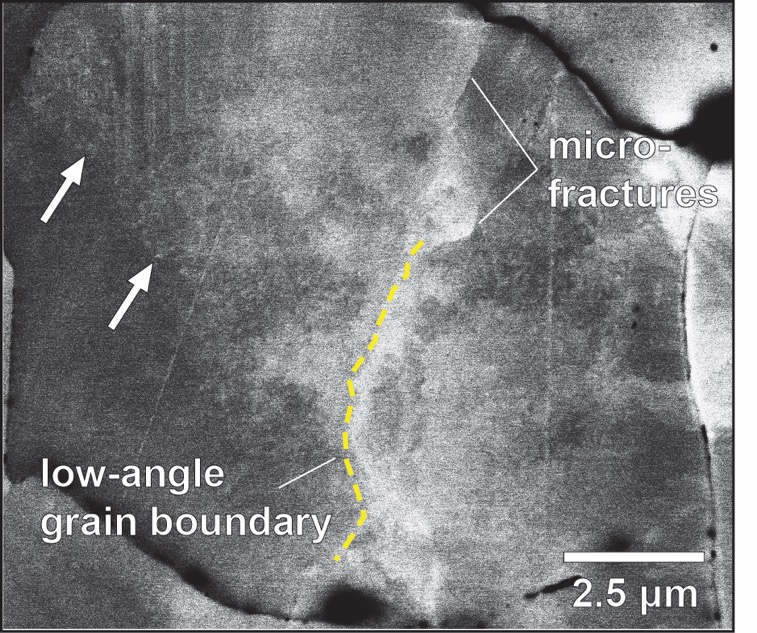 micro-
fractures
low-angle
grain boundary
2.5 µm